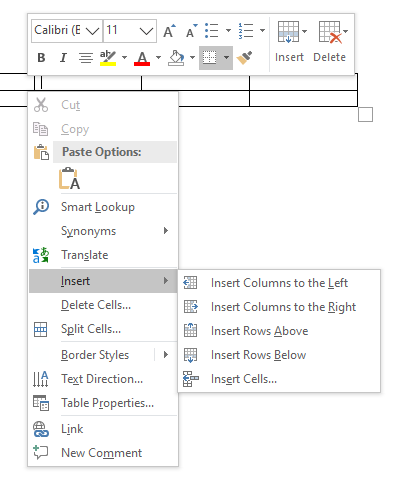 Calibri (E 11 A A
B I ab A
Insert Delete
Cut
Copy
Paste Options:
A
Smart Lookup
Synonyms
Translate
Insert
Insert Columns to the Left
Insert Columns to the Right
Insert Rows Above
Insert Rows Below
Insert Cells...
Delete Cells...
Split Cells...
Border Styles
Text Direction...
Table Properties...
Link
New Comment